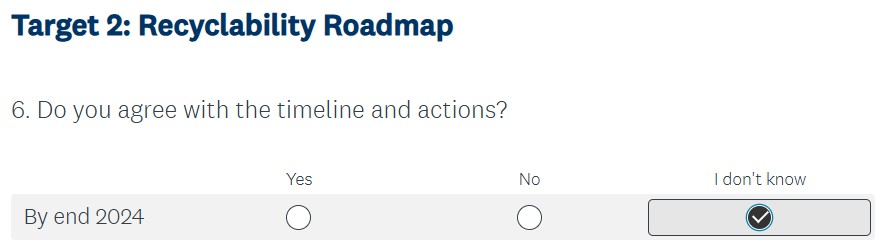 Target 2: Recyclability Roadmap
6. Do you agree with the timeline and actions?
Yes No I don't know
By end 2024